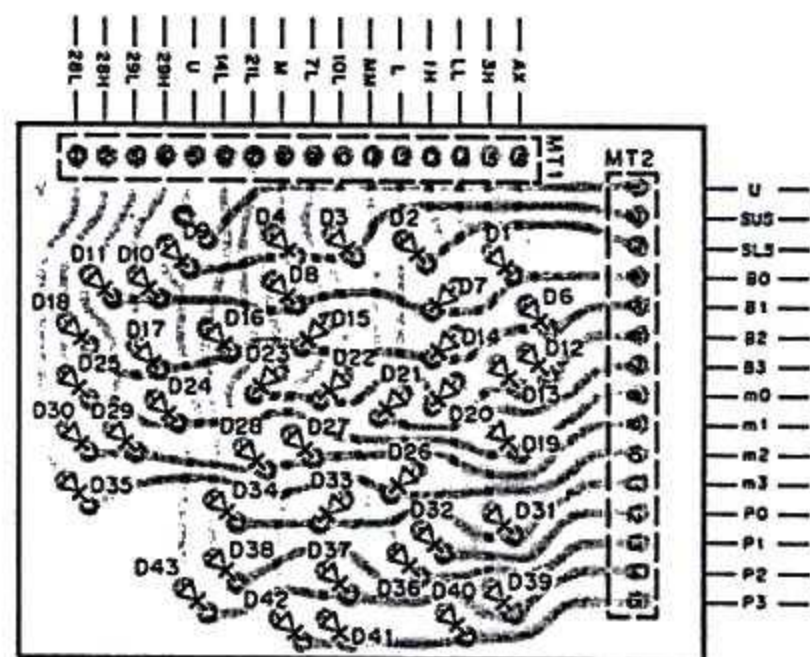 28L 28H 29L 29H U 14L 21L M 7L 10L MM L 1H LL 3H AX
MT1
MT2
U
SUS
SLS
B0
B1
B2
B3
m0
m1
m2
m3
P0
P1
P2
P3
D4 D3 D2 D1
D11 D10 D8 D7 D6
D18 D17 D16 D15 D14 D12
D25 D24 D23 D22 D21 D20 D13
D30 D29 D28 D27 D26 D19
D35 D34 D33 D32 D31
D43 D38 D37 D36 D40 D39
D42 D41